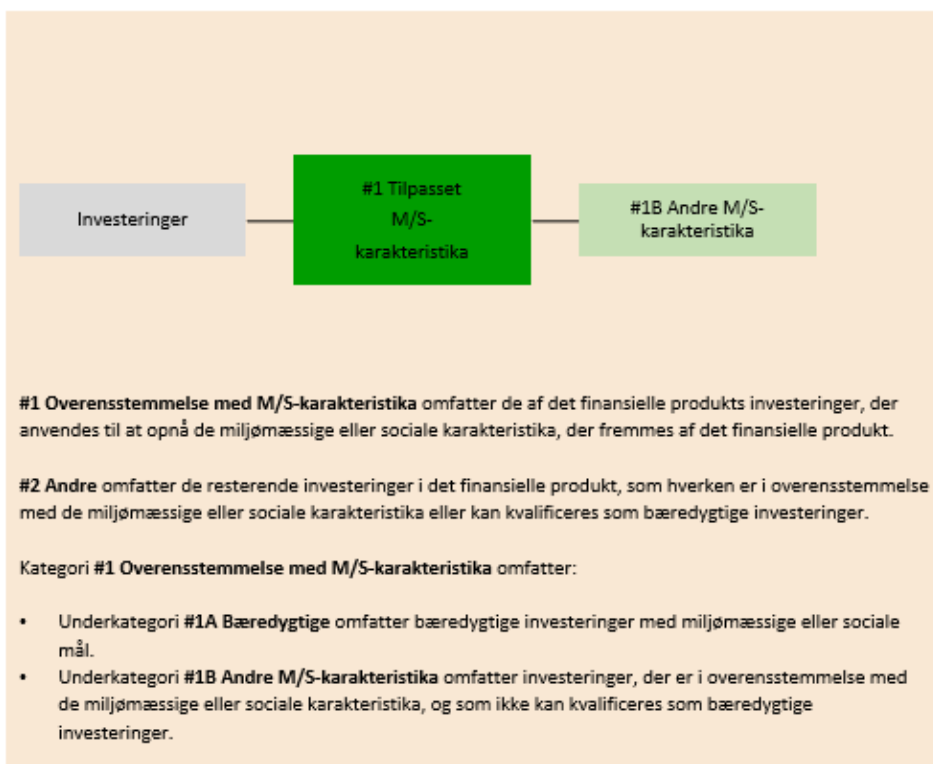 Investeringer
#1 Tilpasset
M/S-
karakteristika
#1B Andre M/S-
karakteristika
#1 Overensstemmelse med M/S-karakteristika omfatter de af det finansielle produkts investeringer, der
anvendes til at opnå de miljømæssige eller sociale karakteristika, der fremmes af det finansielle produkt.
#2 Andre omfatter de resterende investeringer i det finansielle produkt, som hverken er i overensstemmelse
med de miljømæssige eller sociale karakteristika eller kan kvalificeres som bæredygtige investeringer.
Kategori #1 Overensstemmelse med M/S-karakteristika omfatter:
• Underkategori #1A Bæredygtige omfatter bæredygtige investeringer med miljømæssige eller sociale
mål.
• Underkategori #1B Andre M/S-karakteristika omfatter investeringer, der er i overensstemmelse med
de miljømæssige eller sociale karakteristika, og som ikke kan kvalificeres som bæredygtige
investeringer.